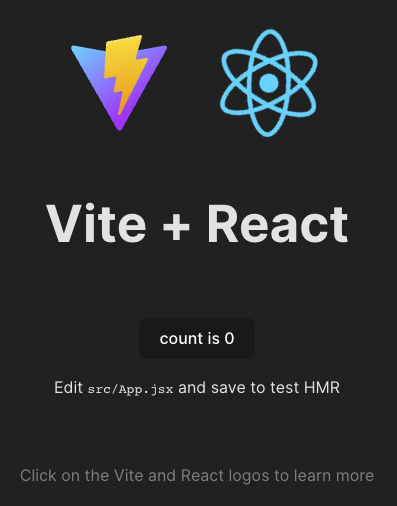 Vite + React
count is 0
Edit src/App.jsx and save to test HMR
Click on the Vite and React logos to learn more